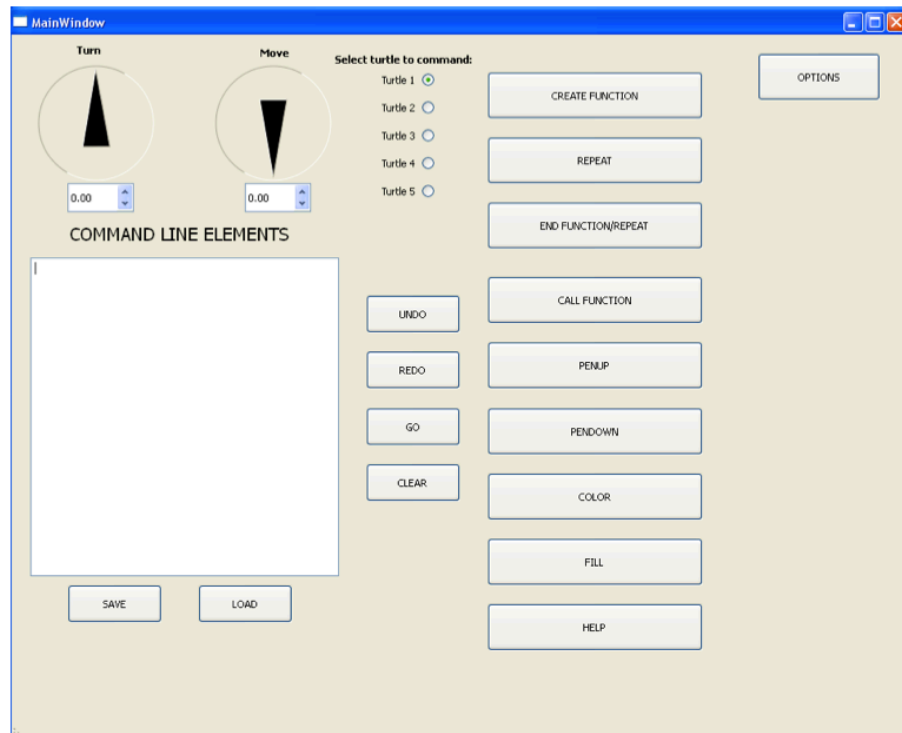 MainWindow
Turn
Move
Select turtle to command:
Turtle 1
Turtle 2
Turtle 3
Turtle 4
Turtle 5
0.00
0.00
COMMAND LINE ELEMENTS
UNDO
REDO
GO
CLEAR
SAVE
LOAD
CREATE FUNCTION
REPEAT
END FUNCTION/REPEAT
CALL FUNCTION
PENUP
PENDOWN
COLOR
FILL
HELP
OPTIONS